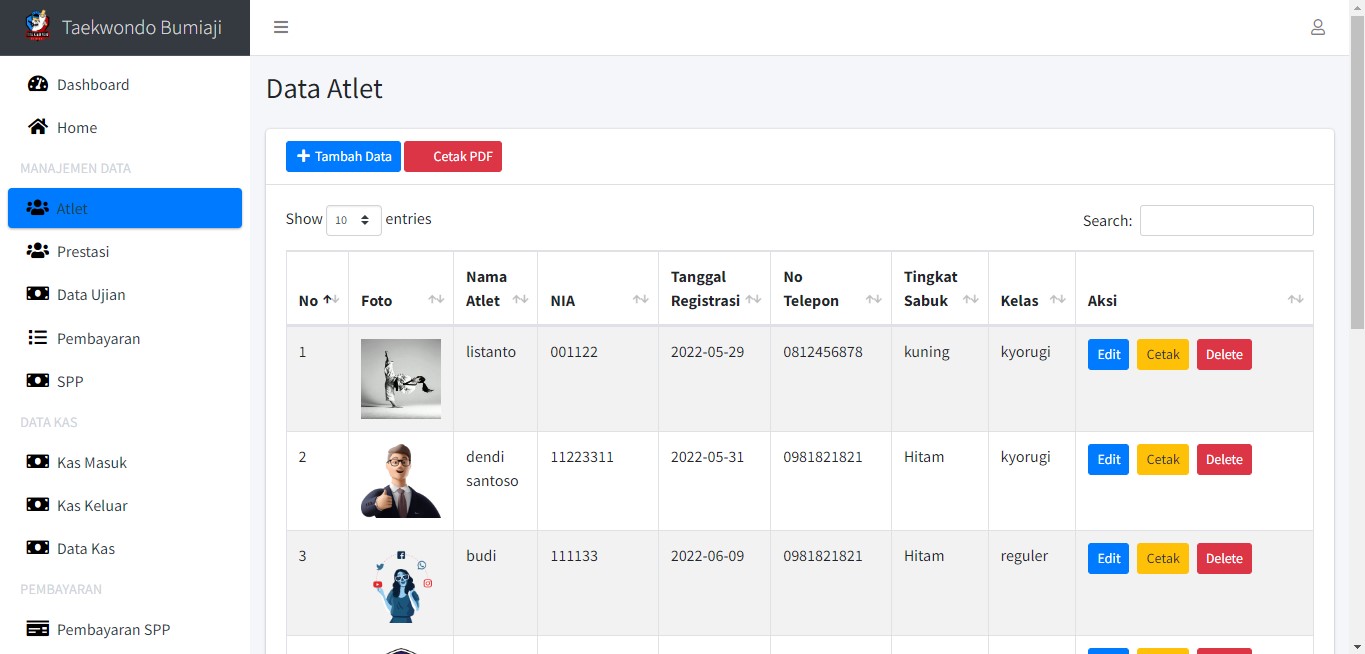 Taekwondo Bumiaji
Dashboard
Home
MANAJEMEN DATA
Atlet
Prestasi
Data Ujian
Pembayaran
SPP
DATA KAS
Kas Masuk
Kas Keluar
Data Kas
PEMBAYARAN
Pembayaran SPP
Data Atlet
Tambah Data Cetak PDF
Show 10 entries
Search:
No Foto Nama Atlet NIA Tanggal Registrasi No Telepon Tingkat Sabuk Kelas Aksi
1 listanto 001122 2022-05-29 0812456878 kuning kyorugi Edit Cetak Delete
2 dendi santoso 11223311 2022-05-31 0981821821 Hitam kyorugi Edit Cetak Delete
3 budi 111133 2022-06-09 0981821821 Hitam reguler Edit Cetak Delete